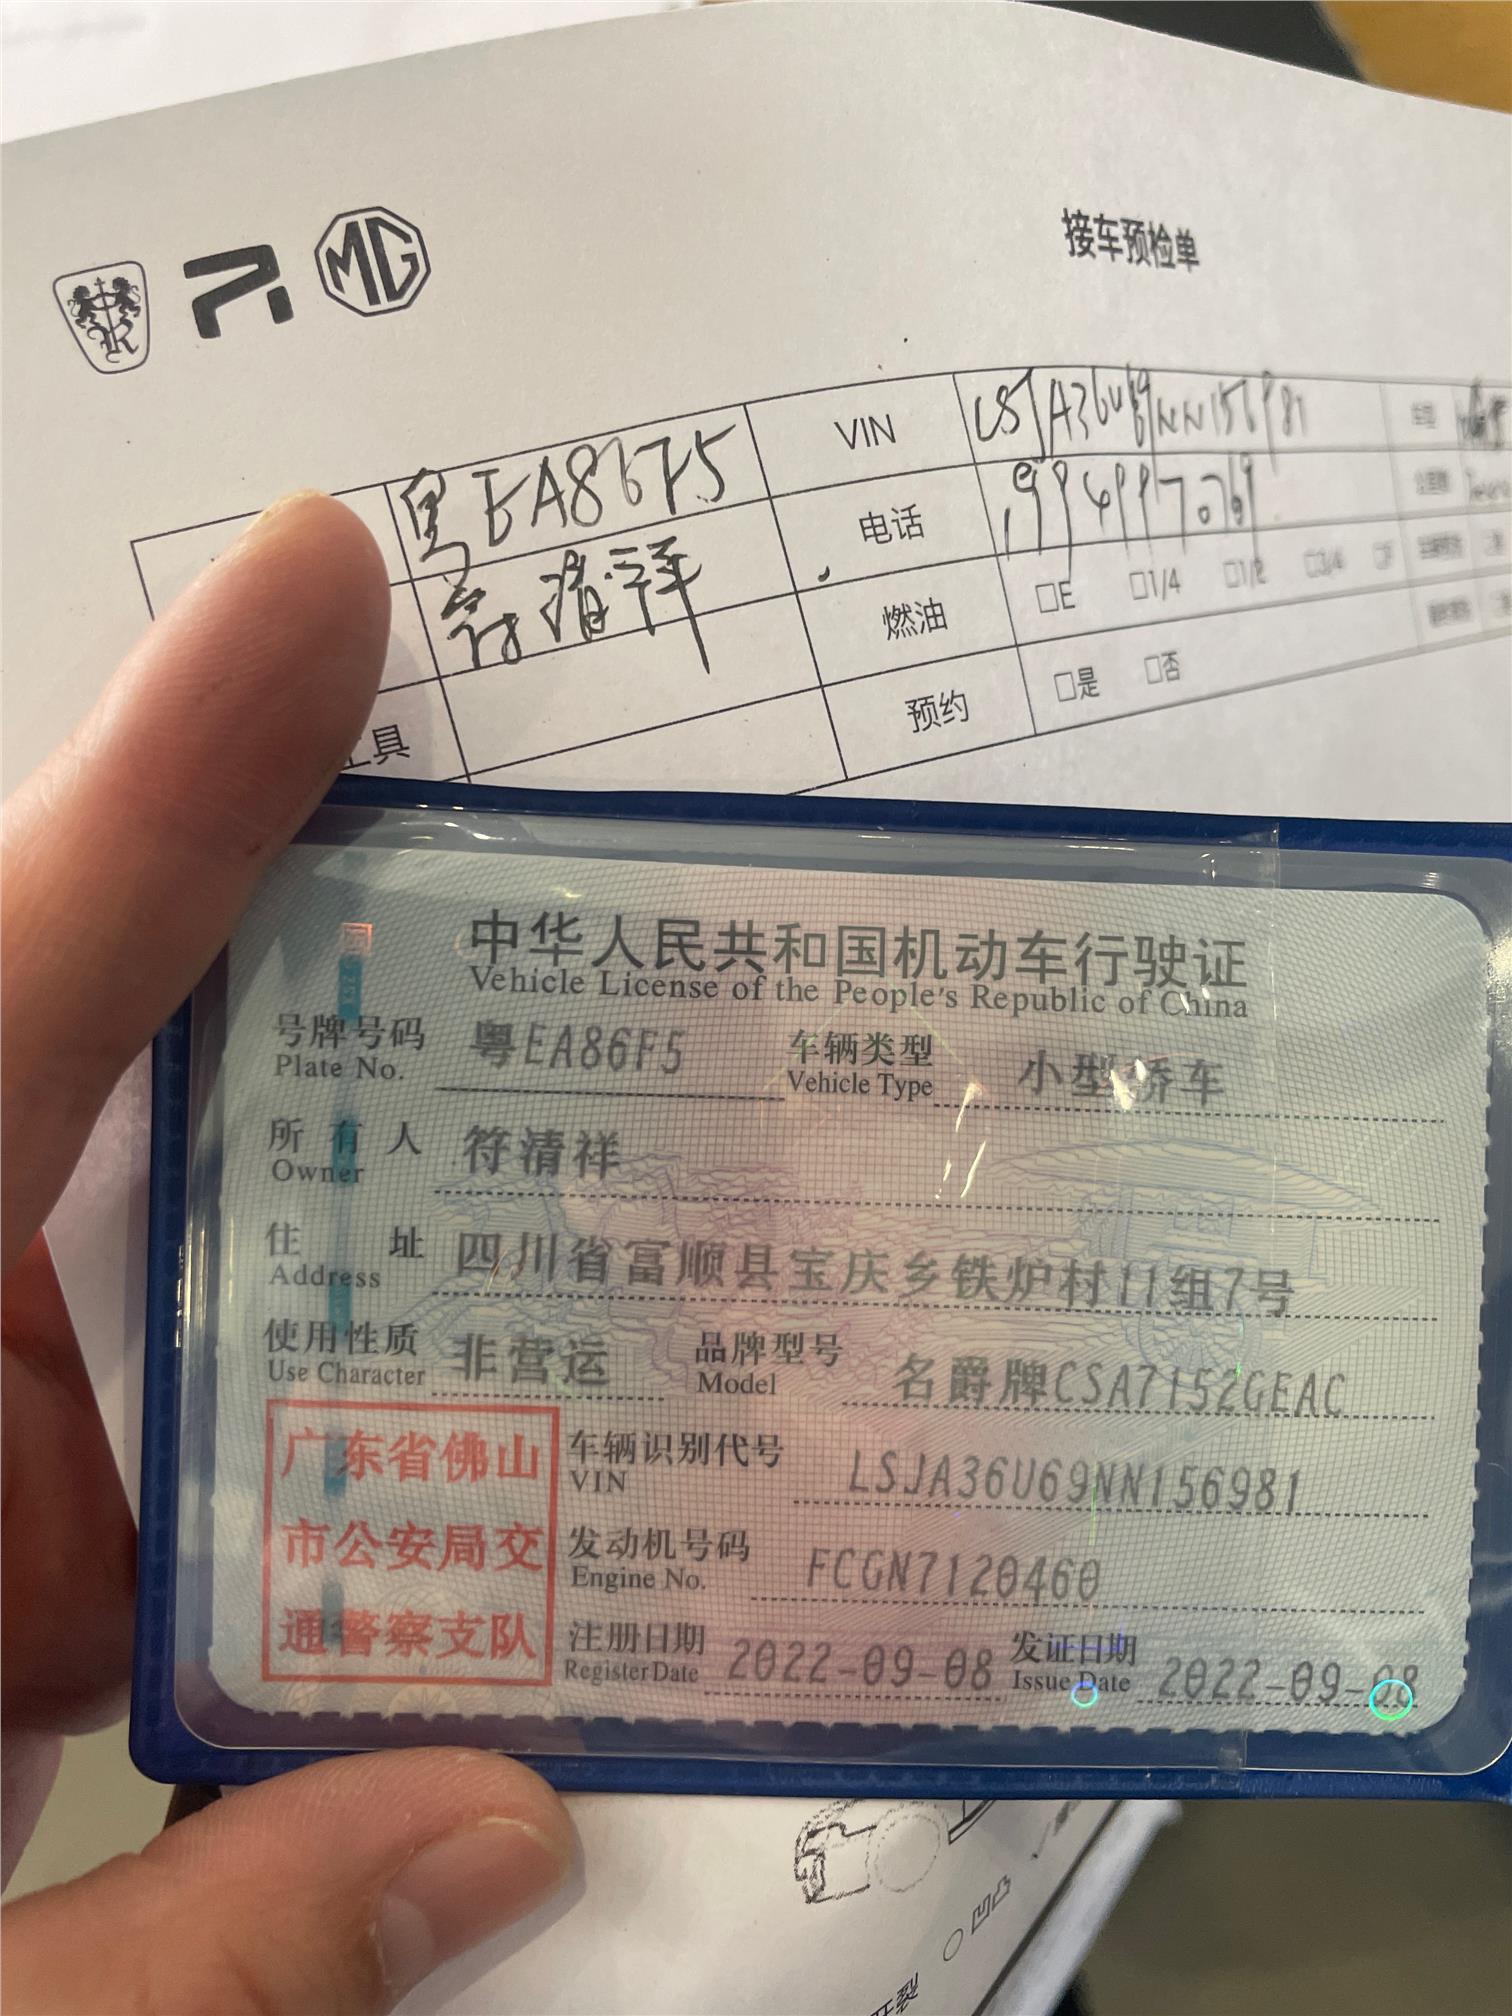 MG
接车预检单
粤EA86F5 VIN LSJA36U69NN156981
符清祥 电话
燃油 □E □1/4 □1/2 □3/4 □F
工具 预约 □是 □否
中华人民共和国机动车行驶证
Vehicle License of the People's Republic of China
号牌号码 粤EA86F5 车辆类型 小型轿车
Plate No. Vehicle Type
所有人 符清祥
Owner
住址 四川省富顺县宝庆乡铁炉村11组7号
Address
使用性质 非营运 品牌型号 名爵牌CSA7152GEAC
Use Character Model
广东省佛山
市公安局交
通警察支队
车辆识别代号 LSJA36U69NN156981
VIN
发动机号码 FCGN7120460
Engine No.
注册日期 2022-09-08 发证日期 2022-09-08
Register Date Issue Date
凹凸
开裂